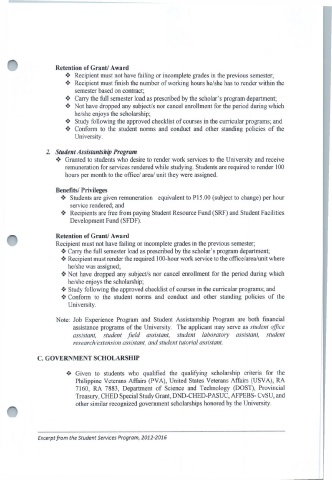 Retention of Grant/ Award
❖ Recipient must not have failing or incomplete grades in the previous semester;
❖ Recipient must finish the number of working hours he/she has to render within the
semester based on contract;
❖ Carry the full semester load as prescribed by the scholar's program department;
❖ Not have dropped any subject/s nor cancel enrollment for the period during which
he/she enjoys the scholarship;
❖ Study following the approved checklist of courses in the curricular programs; and
❖ Conform to the student norms and conduct and other standing policies of the
University.
2. Student Assistantship Program
❖ Granted to students who desire to render work services to the University and receive
remuneration for services rendered while studying. Students are required to render 100
hours per month to the office/ area/ unit they were assigned.
Benefits/ Privileges
❖ Students are given remuneration equivalent to P15.00 (subject to change) per hour
service rendered; and
❖ Recipients are free from paying Student Resource Fund (SRF) and Student Facilities
Development Fund (SFDF).
Retention of Grant/ Award
Recipient must not have failing or incomplete grades in the previous semester;
❖ Carry the full semester load as prescribed by the scholar's program department;
❖ Recipient must render the required 100-hour work service to the office/area/unit where
he/she was assigned;
❖ Not have dropped any subject/s nor cancel enrollment for the period during which
he/she enjoys the scholarship;
❖ Study following the approved checklist of courses in the curricular programs; and
❖ Conform to the student norms and conduct and other standing policies of the
University.
Note: Job Experience Program and Student Assistantship Program are both financial
assistance programs of the University. The applicant may serve as student office
assistant, student field assistant, student laboratory assistant, student
research/extension assistant, and student tutorial assistant.
C. GOVERNMENT SCHOLARSHIP
❖ Given to students who qualified the qualifying scholarship criteria for the
Philippine Veterans Affairs (PVA), United States Veterans Affairs (USVA), RA
7160, RA 7883, Department of Science and Technology (DOST), Provincial
Treasury, CHED Special Study Grant, DND-CHED-PASUC, AFPEBS- CvSU, and
other similar recognized government scholarships honored by the University.
Excerpt from the Student Services Program, 2012-2016